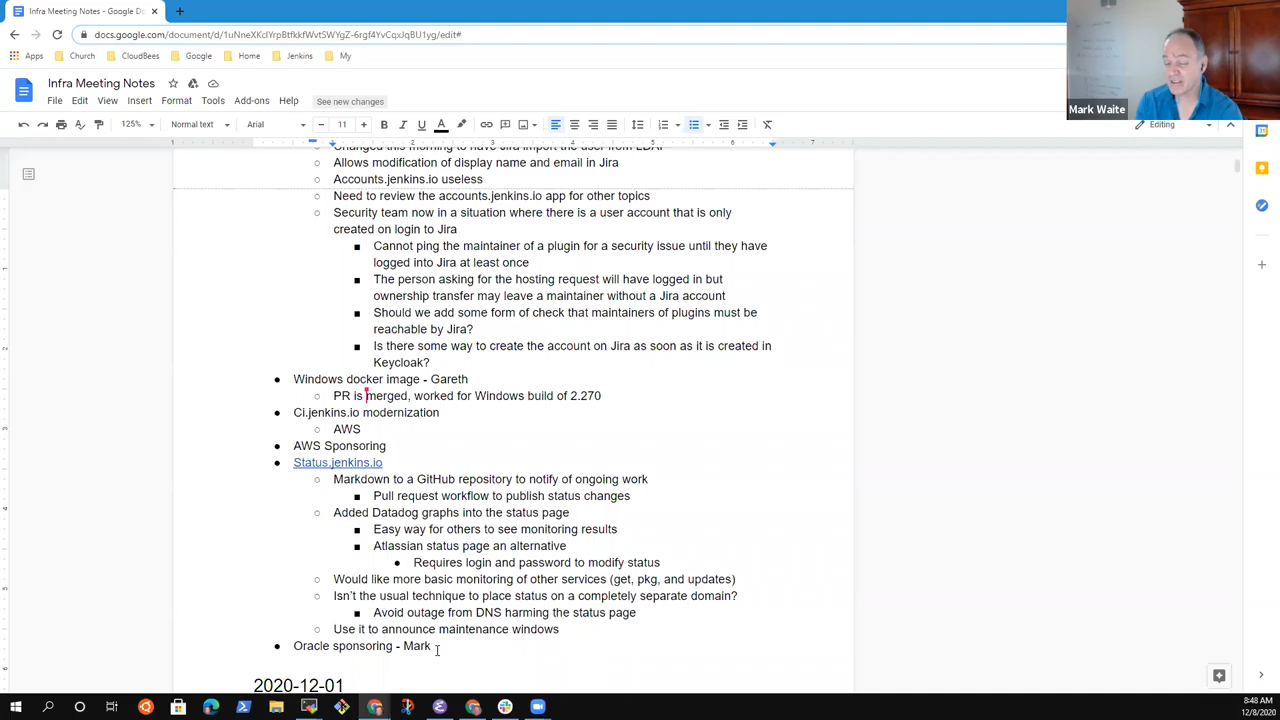 Infra Meeting Notes - Google Do
docs.google.com/document/d/1uNneXKclYrpBtfkkfWvtSWYgZ-6rgf4YvCqxJqBU1yg/edit#
Apps
Church
CloudBees
Google
Home
Jenkins
My
Infra Meeting Notes
File
Edit
View
Insert
Format
Tools
Add-ons
Help
See new changes
125%
Normal text
Arial
11
Editing
Mark Waite
Changed this morning to have Jira import the user from LDAP
Allows modification of display name and email in Jira
Accounts.jenkins.io useless
Need to review the accounts.jenkins.io app for other topics
Security team now in a situation where there is a user account that is only
created on login to Jira
Cannot ping the maintainer of a plugin for a security issue until they have
logged into Jira at least once
The person asking for the hosting request will have logged in but
ownership transfer may leave a maintainer without a Jira account
Should we add some form of check that maintainers of plugins must be
reachable by Jira?
Is there some way to create the account on Jira as soon as it is created in
Keycloak?
Windows docker image - Gareth
PR is merged, worked for Windows build of 2.270
Ci.jenkins.io modernization
AWS
AWS Sponsoring
Status.jenkins.io
Markdown to a GitHub repository to notify of ongoing work
Pull request workflow to publish status changes
Added Datadog graphs into the status page
Easy way for others to see monitoring results
Atlassian status page an alternative
Requires login and password to modify status
Would like more basic monitoring of other services (get, pkg, and updates)
Isn't the usual technique to place status on a completely separate domain?
Avoid outage from DNS harming the status page
Use it to announce maintenance windows
Oracle sponsoring - Mark
2020-12-01
8:48 AM
12/8/2020